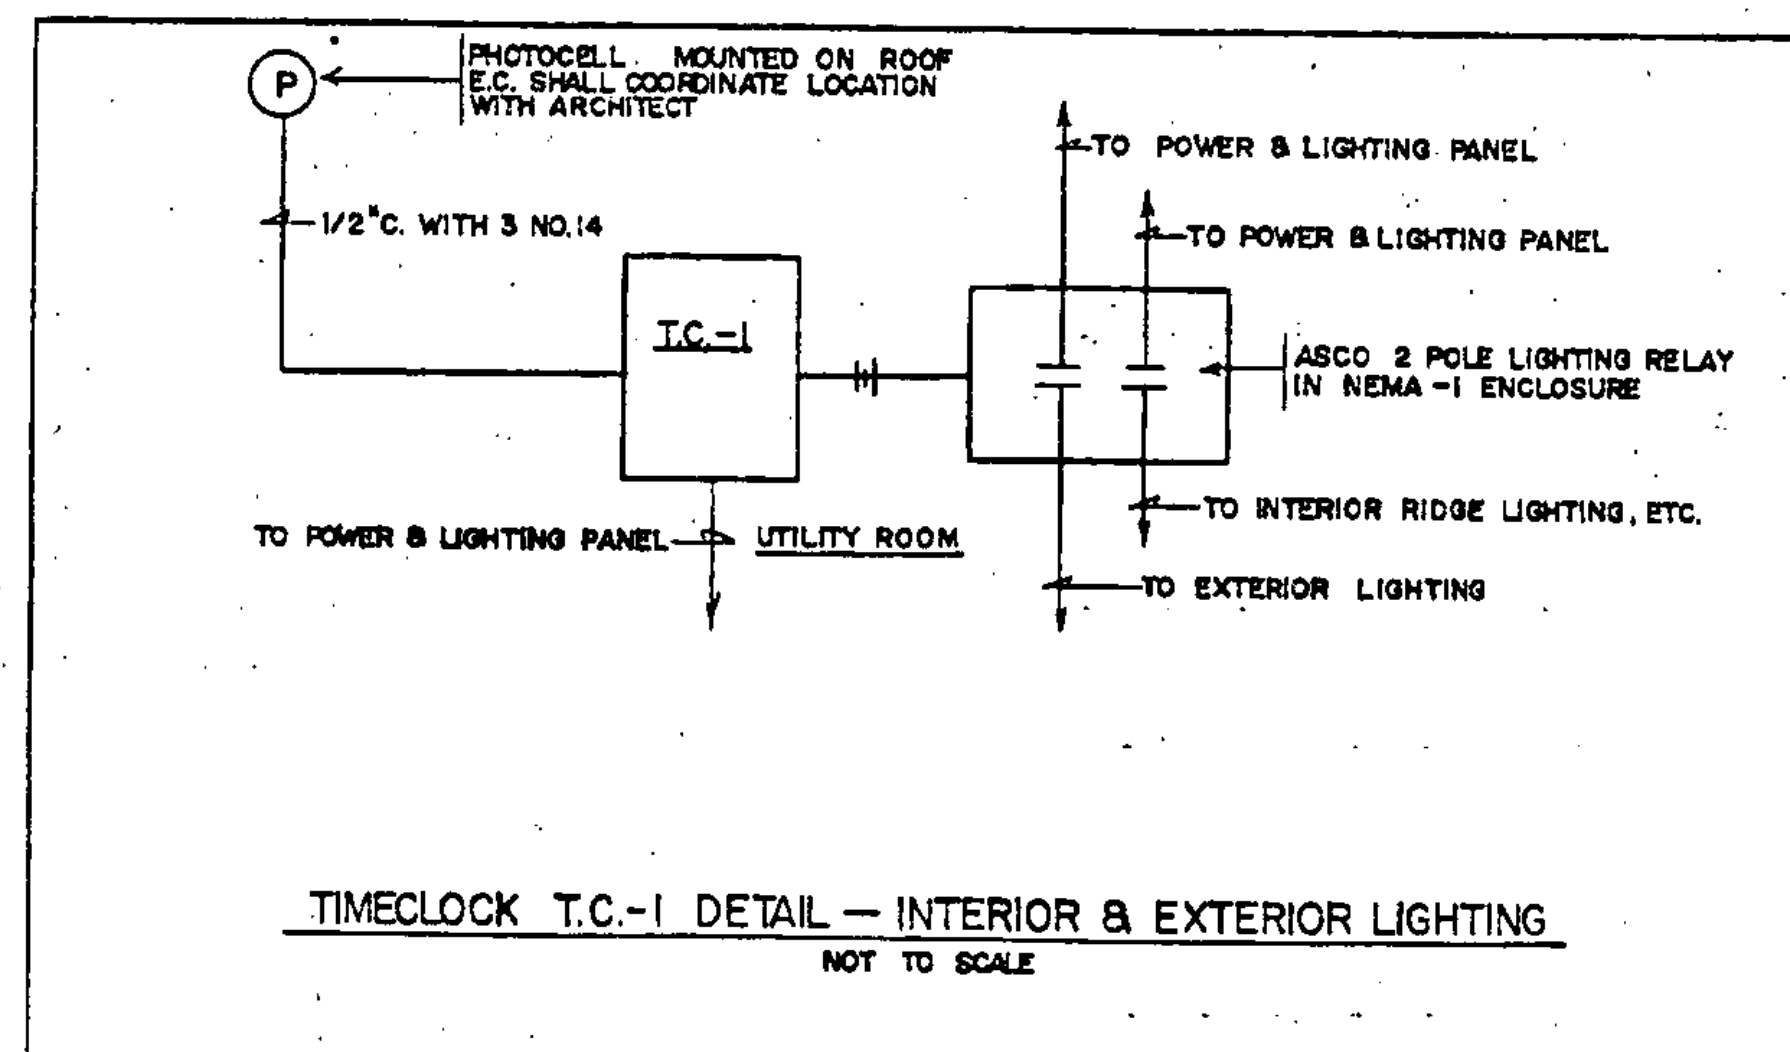 P
PHOTOCELL MOUNTED ON ROOF
E.C. SHALL COORDINATE LOCATION
WITH ARCHITECT
TO POWER & LIGHTING PANEL
1/2"C. WITH 3 NO.14
TO POWER & LIGHTING PANEL
T.C.-1
ASCO 2 POLE LIGHTING RELAY
IN NEMA-1 ENCLOSURE
TO INTERIOR RIDGE LIGHTING, ETC.
TO POWER & LIGHTING PANEL
UTILITY ROOM
TO EXTERIOR LIGHTING
TIMECLOCK T.C.-1 DETAIL — INTERIOR & EXTERIOR LIGHTING
NOT TO SCALE